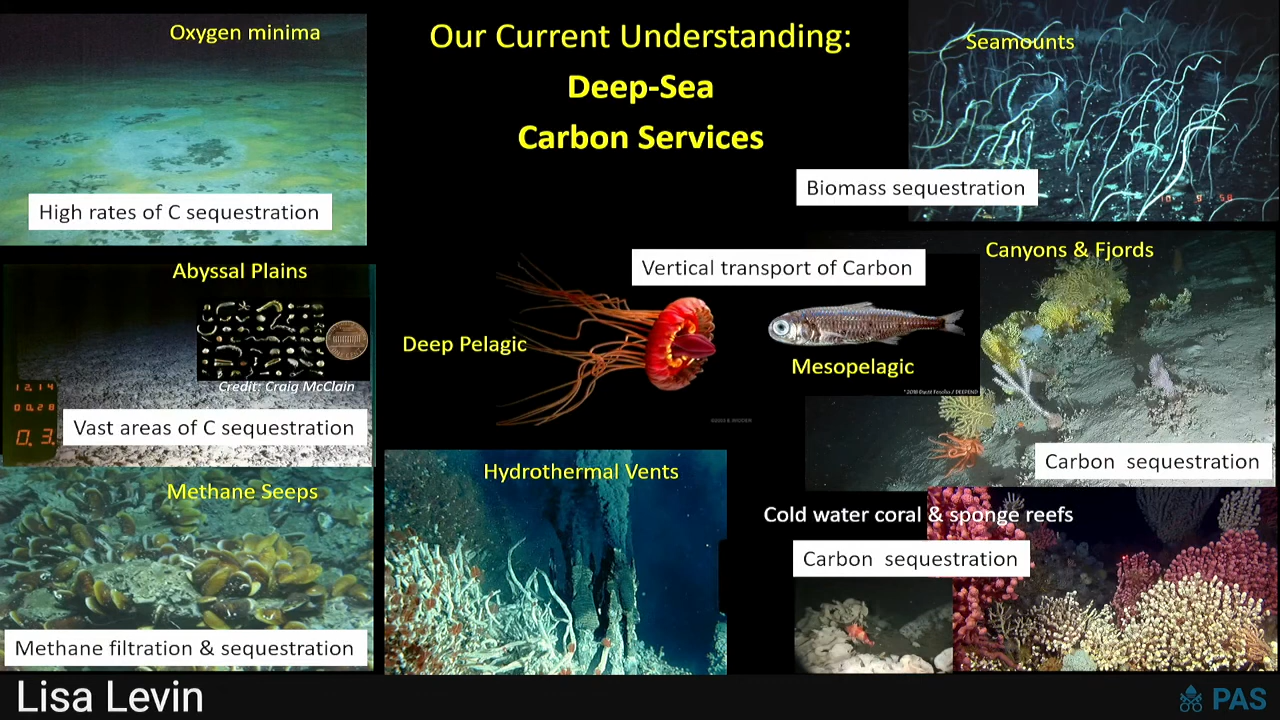 Our Current Understanding:
Deep-Sea
Carbon Services
Oxygen minima
High rates of C sequestration
Seamounts
Biomass sequestration
Abyssal Plains
Credit: Craig McClain
Vast areas of C sequestration
Vertical transport of Carbon
Deep Pelagic
Mesopelagic
Canyons & Fjords
Carbon sequestration
Methane Seeps
Methane filtration & sequestration
Hydrothermal Vents
Cold water coral & sponge reefs
Carbon sequestration
Lisa Levin
PAS